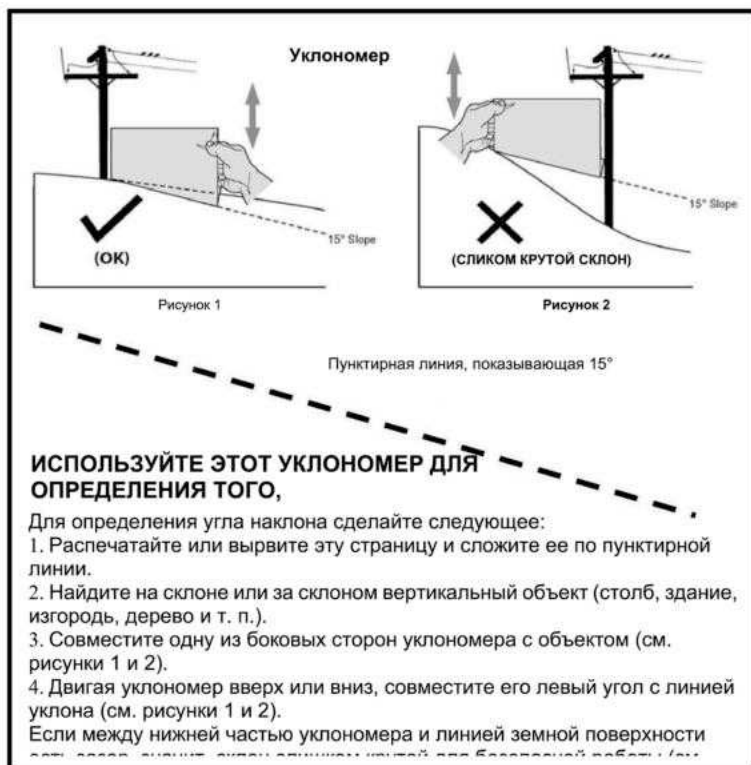 Уклономер
15° Slope
(OK)
Рисунок 1
15° Slope
(СЛИКОМ КРУТОЙ СКЛОН)
Рисунок 2
Пунктирная линия, показывающая 15°
ИСПОЛЬЗУЙТЕ ЭТОТ УКЛОНОМЕР ДЛЯ
ОПРЕДЕЛЕНИЯ ТОГО,
Для определения угла наклона сделайте следующее:
1. Распечатайте или вырвите эту страницу и сложите ее по пунктирной
линии.
2. Найдите на склоне или за склоном вертикальный объект (столб, здание,
изгородь, дерево и т. п.).
3. Совместите одну из боковых сторон уклономера с объектом (см.
рисунки 1 и 2).
4. Двигая уклономер вверх или вниз, совместите его левый угол с линией
уклона (см. рисунки 1 и 2).
Если между нижней частью уклономера и линией земной поверхности